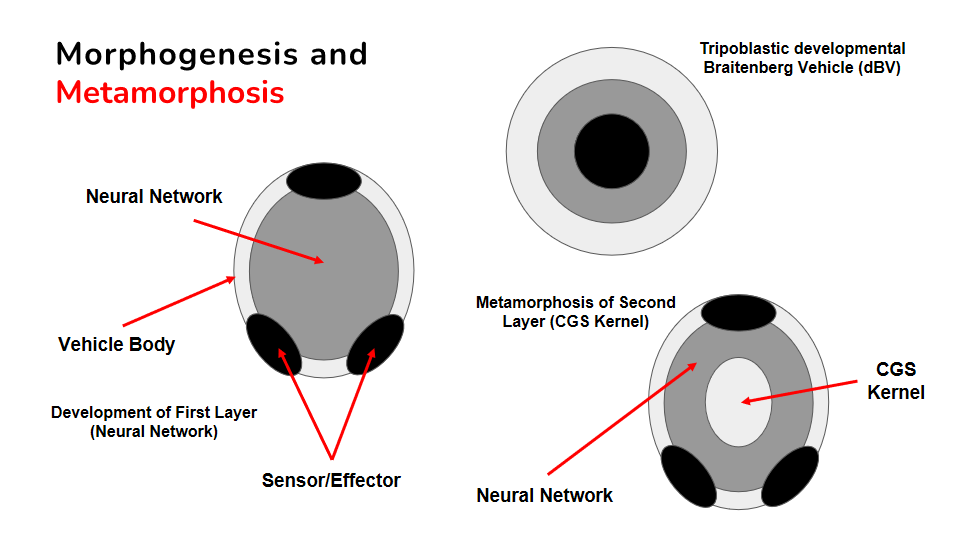 Morphogenesis and
Metamorphosis
Tripoblastic developmental
Braitenberg Vehicle (dBV)
Neural Network
Vehicle Body
Development of First Layer
(Neural Network)
Sensor/Effector
Metamorphosis of Second
Layer (CGS Kernel)
CGS
Kernel
Neural Network